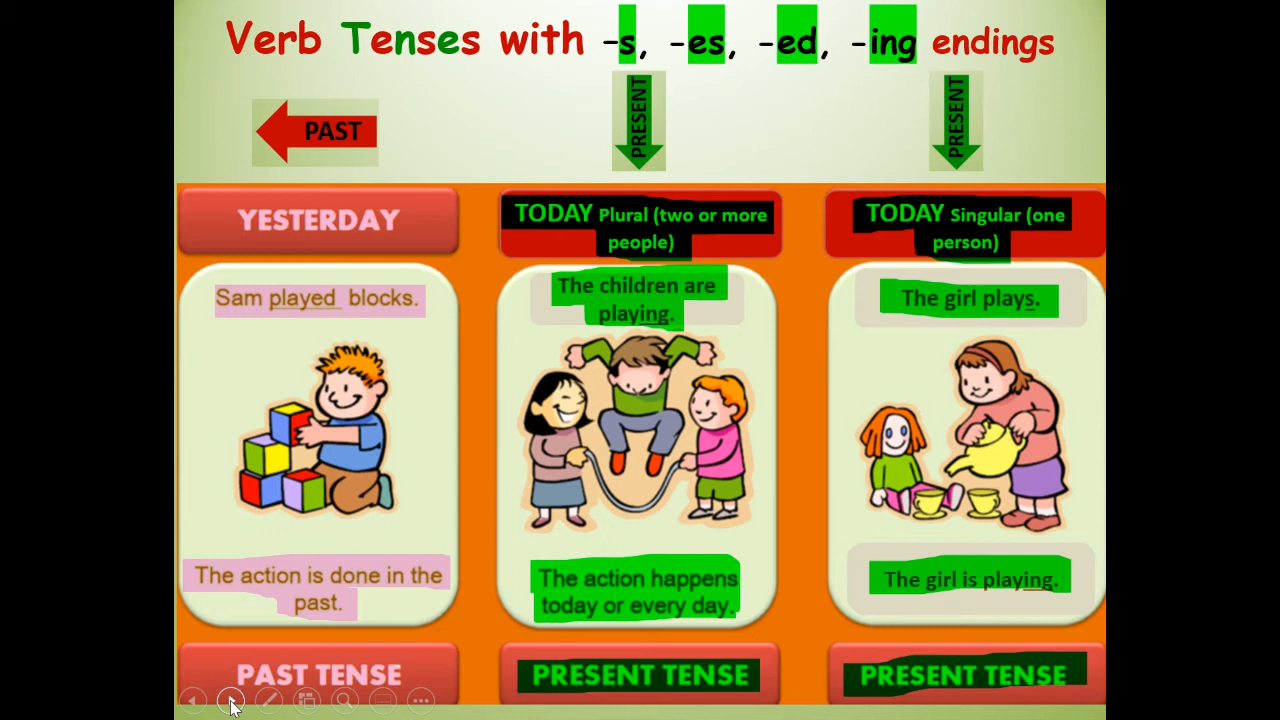 Verb Tenses with -s, -es, -ed, -ing endings
PAST
PRESENT
PRESENT
YESTERDAY
Sam played blocks.
The action is done in the
past.
PAST TENSE
TODAY Plural (two or more
people)
The children are
playing.
The action happens
today or every day.
PRESENT TENSE
TODAY Singular (one
person)
The girl plays.
The girl is playing.
PRESENT TENSE